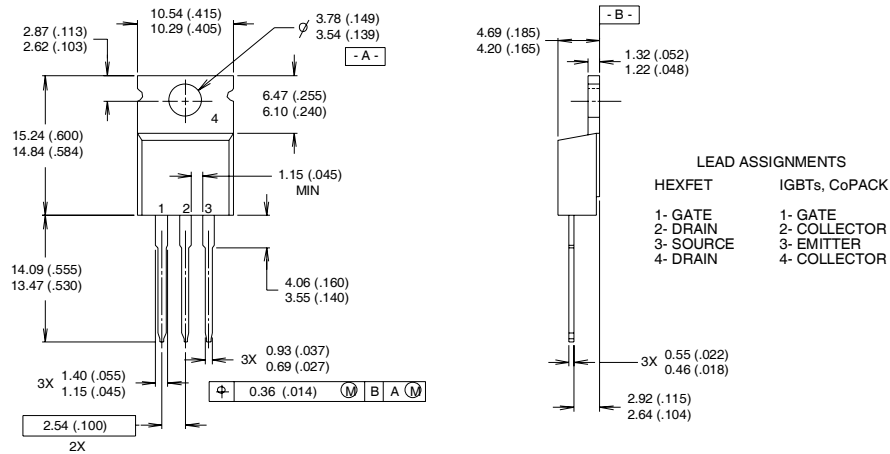 10.54 (.415)
10.29 (.405)
2.87 (.113)
2.62 (.103)
ø 3.78 (.149)
3.54 (.139)
- A -
6.47 (.255)
6.10 (.240)
4
15.24 (.600)
14.84 (.584)
1.15 (.045)
MIN
1 2 3
14.09 (.555)
13.47 (.530)
4.06 (.160)
3.55 (.140)
3X 0.93 (.037)
0.69 (.027)
3X 1.40 (.055)
1.15 (.045)
⌖ 0.36 (.014) Ⓜ B A Ⓜ
2.54 (.100)
2X
- B -
4.69 (.185)
4.20 (.165)
1.32 (.052)
1.22 (.048)
3X 0.55 (.022)
0.46 (.018)
2.92 (.115)
2.64 (.104)
LEAD ASSIGNMENTS
HEXFET IGBTs, CoPACK
1- GATE 1- GATE
2- DRAIN 2- COLLECTOR
3- SOURCE 3- EMITTER
4- DRAIN 4- COLLECTOR